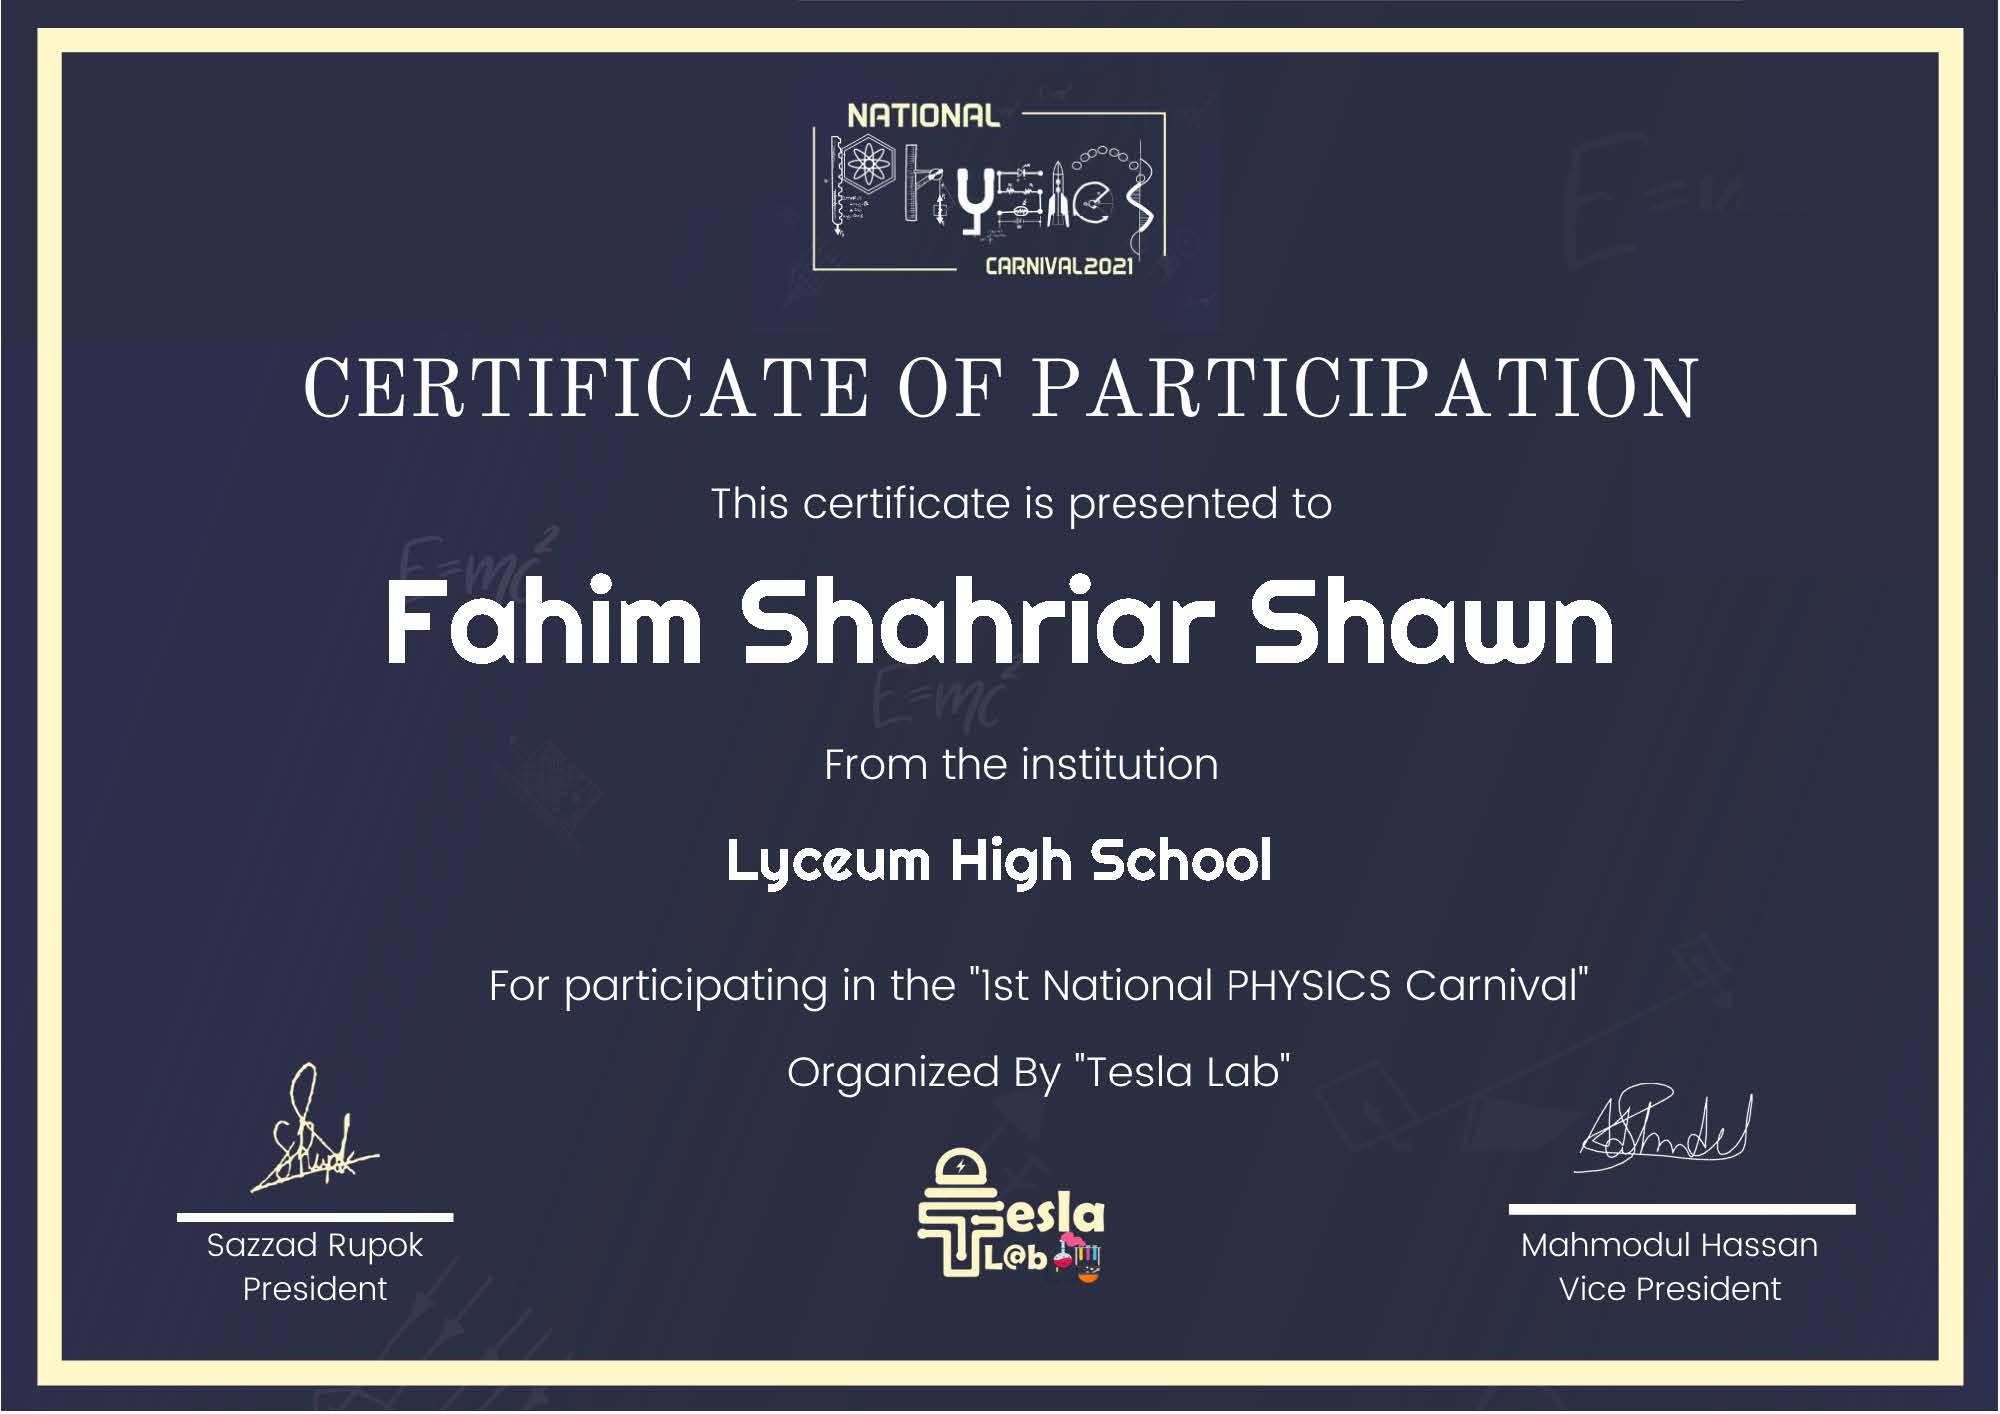 NATIONAL
Physics
CARNIVAL2021
CERTIFICATE OF PARTICIPATION
This certificate is presented to
E=mc²
Fahim Shahriar Shawn
E=mc²
From the institution
Lyceum High School
For participating in the "1st National PHYSICS Carnival"
Organized By "Tesla Lab"
Tesla
L@b
Sazzad Rupok
President
Mahmodul Hassan
Vice President